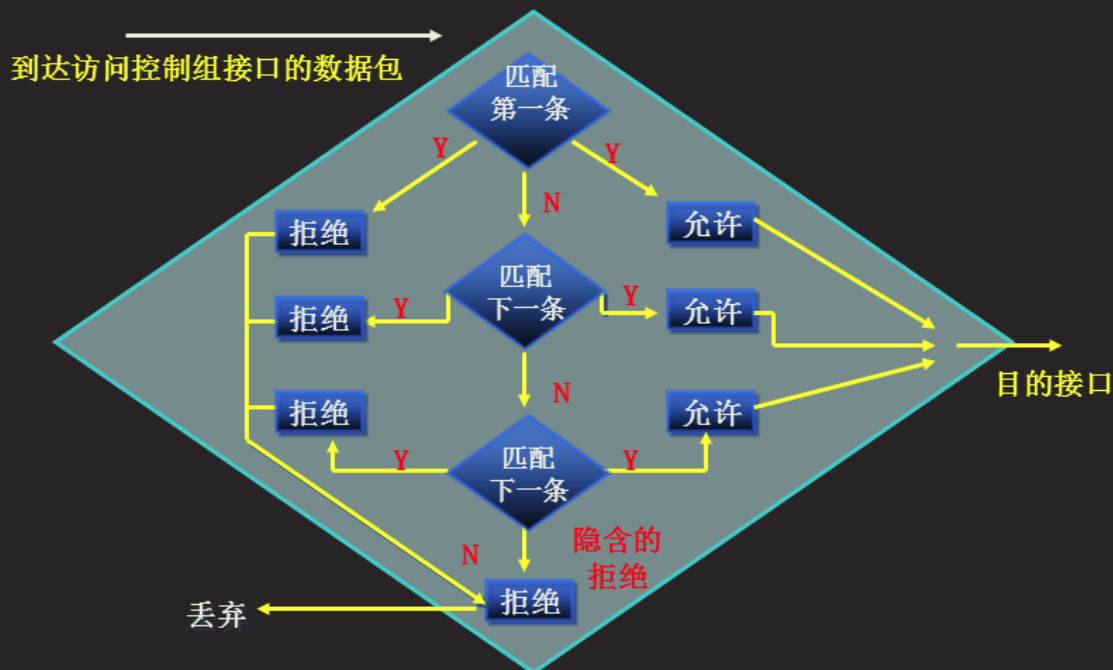 到达访问控制组接口的数据包
匹配
第一条
Y
Y
N
拒绝
允许
匹配
下一条
Y
Y
拒绝
允许
N
拒绝
允许
目的接口
匹配
下一条
Y
Y
N
隐含的
拒绝
拒绝
丢弃